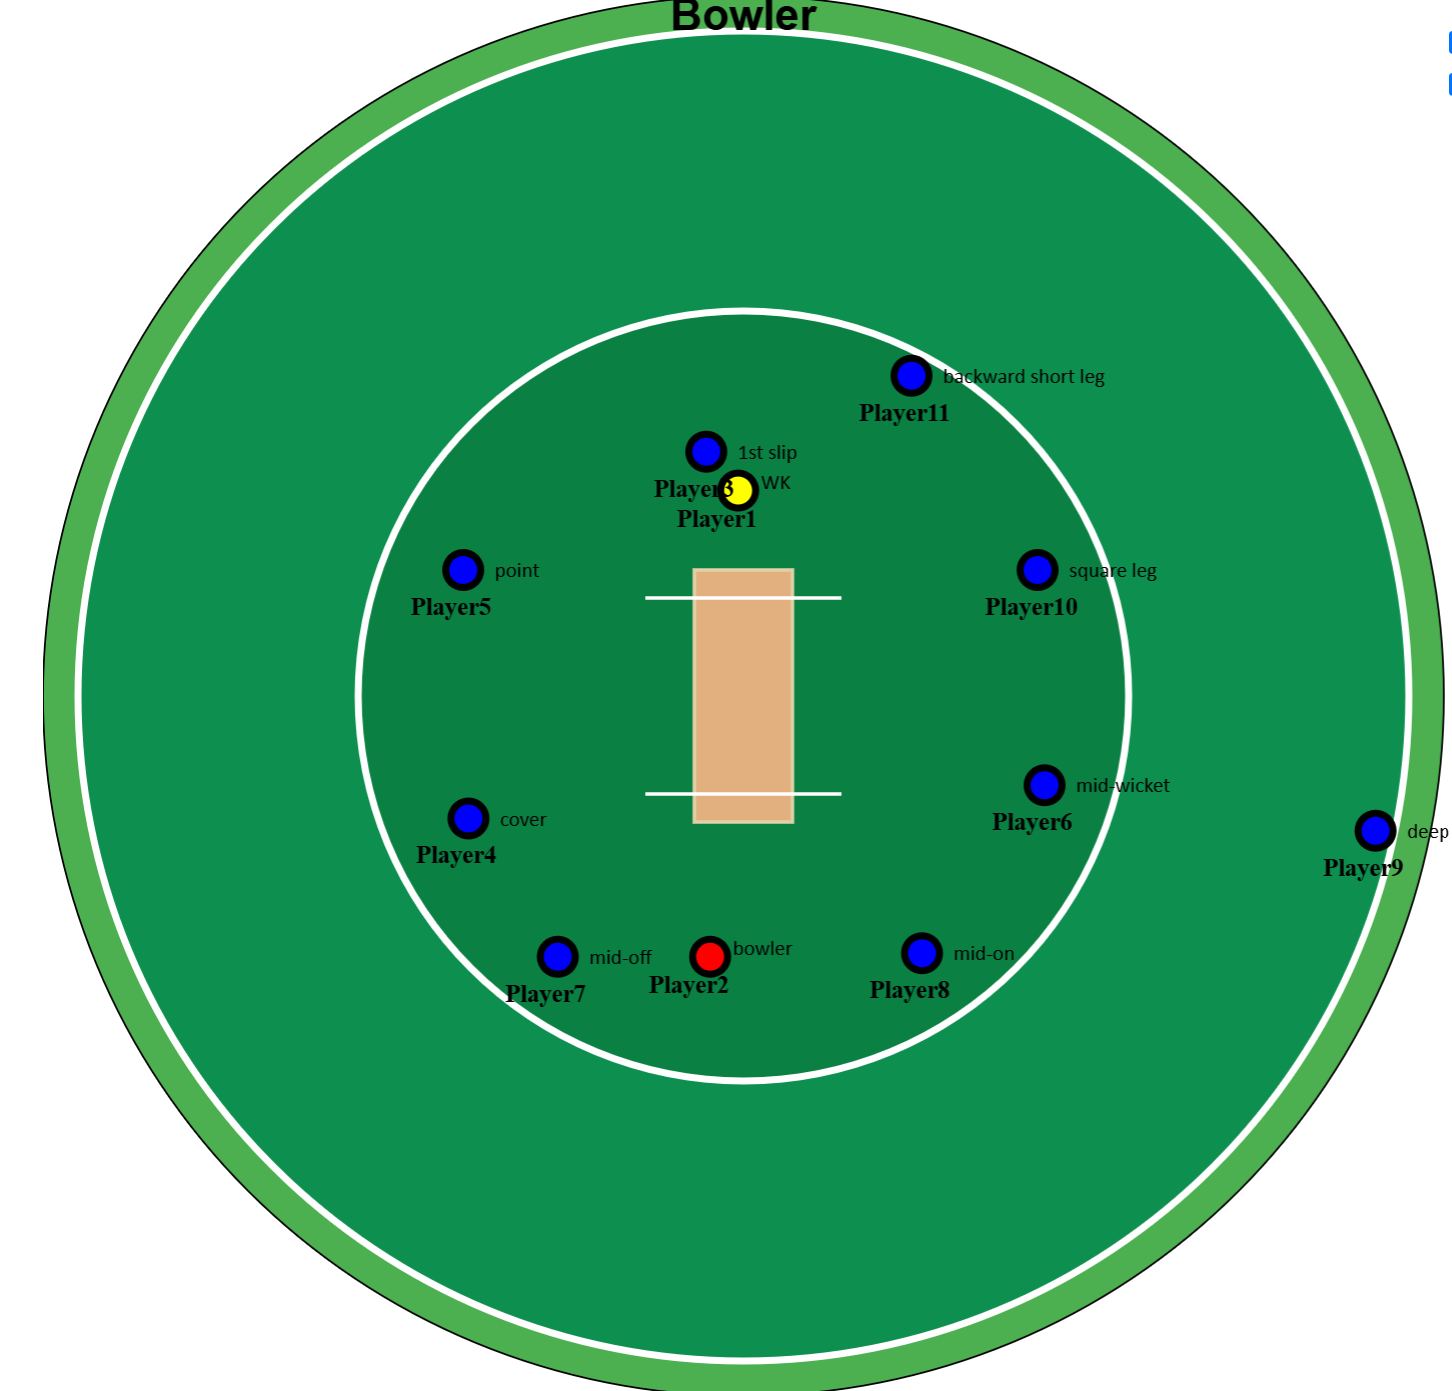 Bowler
backward short leg
Player11
1st slip
Player3
WK
Player1
point
Player5
square leg
Player10
mid-wicket
Player6
cover
Player4
deep
Player9
mid-off
Player7
bowler
Player2
mid-on
Player8